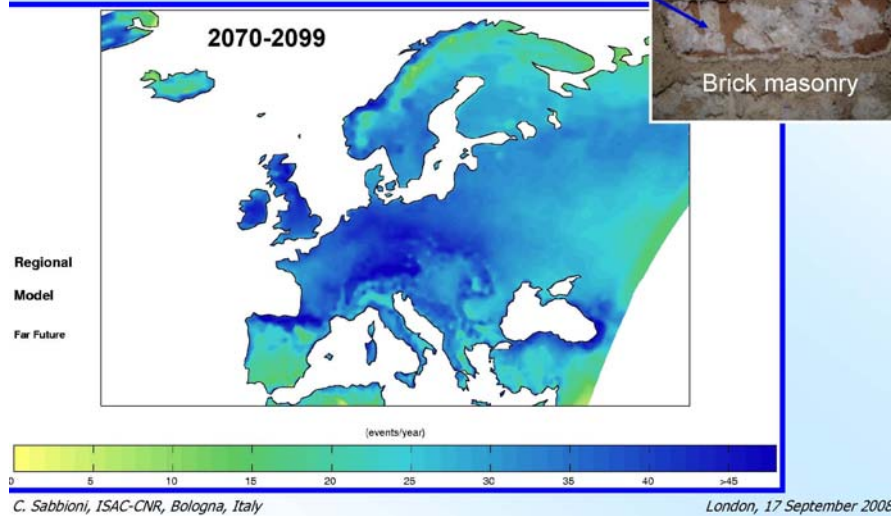 2070-2099
Brick masonry
Regional
Model
Far Future
(events/year)
0 5 10 15 20 25 30 35 40 >45
C. Sabbioni, ISAC-CNR, Bologna, Italy
London, 17 September 2008